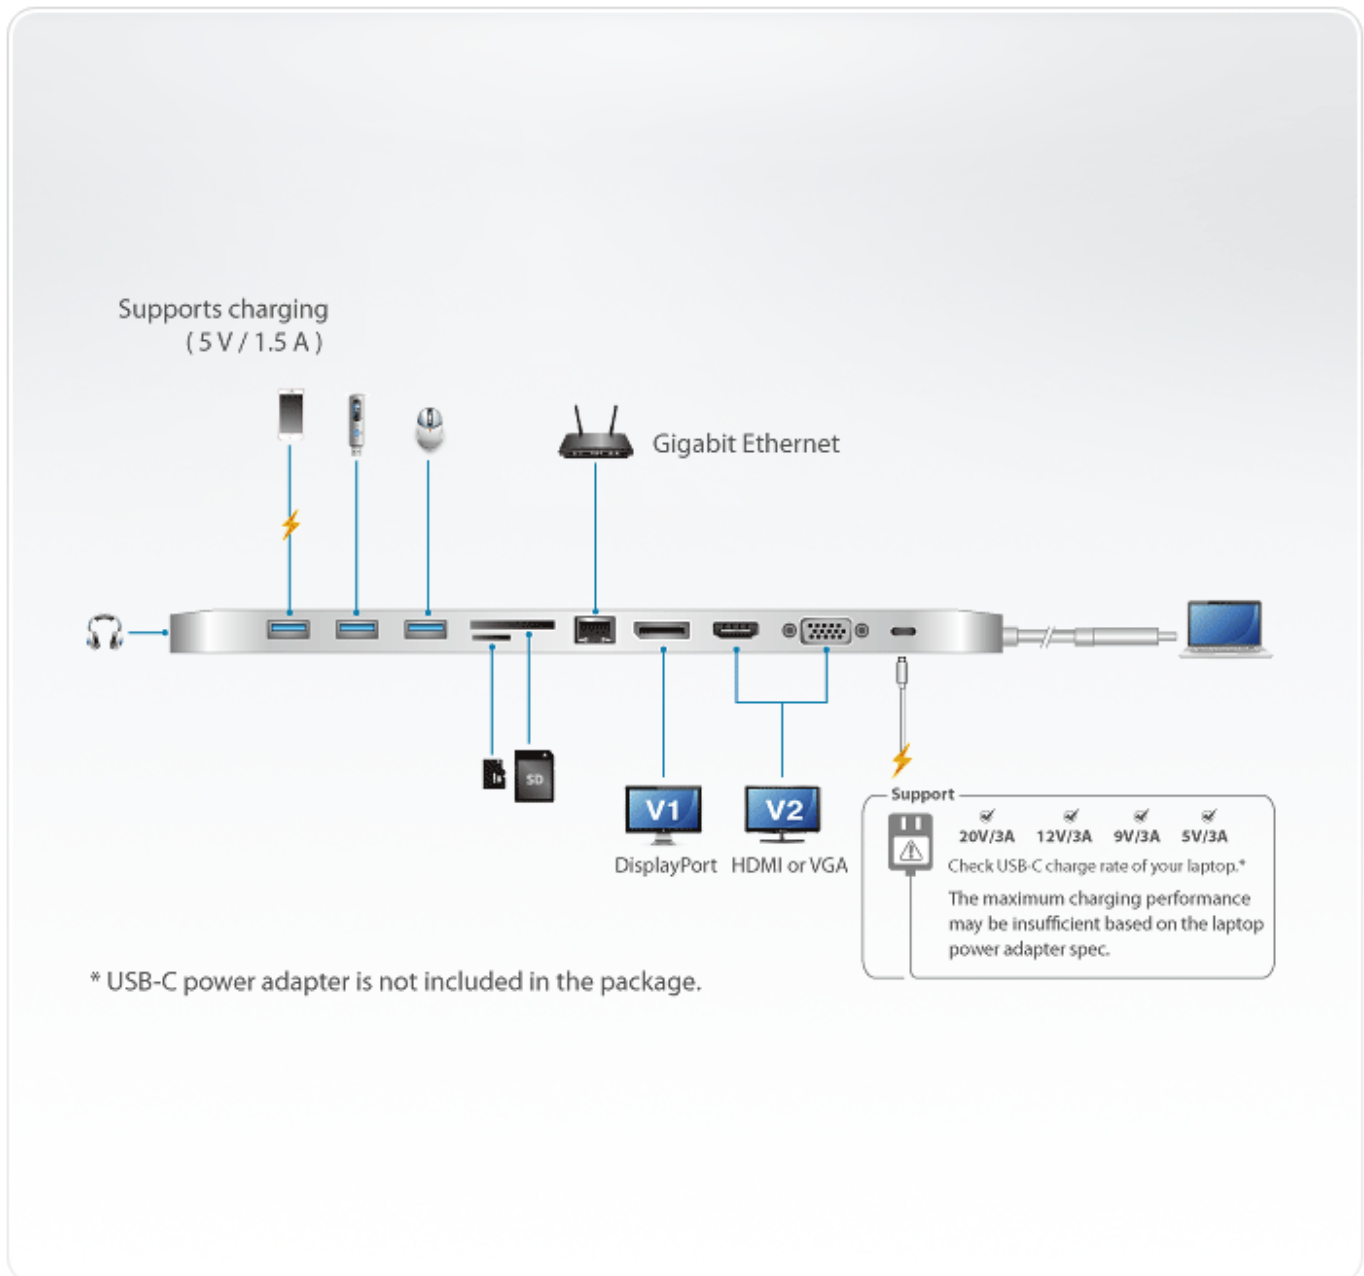 Supports charging
( 5 V / 1.5 A )
Gigabit Ethernet
SD
V1
V2
DisplayPort
HDMI or VGA
Support
20V/3A 12V/3A 9V/3A 5V/3A
Check USB-C charge rate of your laptop.*
The maximum charging performance
may be insufficient based on the laptop
power adapter spec.
* USB-C power adapter is not included in the package.